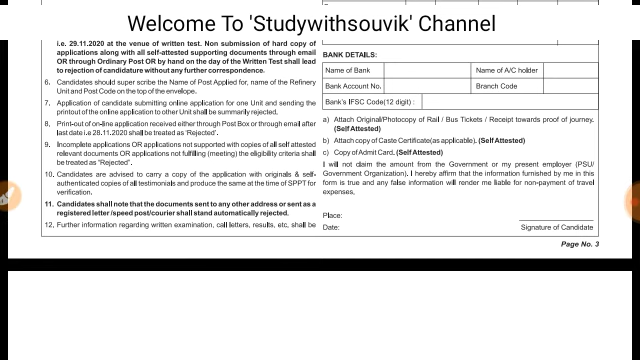 Welcome To 'Studywithsouvik' Channel
i.e. 29.11.2020 at the venue of written test. Non submission of hard copy of
applications along with all self-attested supporting documents through email
OR through Ordinary Post OR by hand on the day of the Written Test shall lead
to rejection of candidature without any further correspondence.
6. Candidates should super scribe the Name of Post Applied for, name of the Refinery
Unit and Post Code on the top of the envelope.
7. Application of candidate submitting online application for one Unit and sending the
printout of the online application to other Unit shall be summarily rejected.
8. Print-out of on-line application received either through Post Box or through email after
last date i.e 28.11.2020 shall be treated as "Rejected".
9. Incomplete applications OR applications not supported with copies of all self attested
relevant documents OR applications not fulfilling (meeting) the eligibility criteria shall
be treated as "Rejected".
10. Candidates are advised to carry a copy of the application with originals & self-
authenticated copies of all testimonials and produce the same at the time of SPPT for
verification.
11. Candidates shall note that the documents sent to any other address or sent as a
registered letter/speed post/courier shall stand automatically rejected.
12. Further information regarding written examination, call letters, results, etc, shall be
BANK DETAILS:
Name of Bank
Name of A/C holder
Bank Account No.
Branch Code
Bank's IFSC Code(12 digit) :
a) Attach Original/Photocopy of Rail / Bus Tickets / Receipt towards proof of journey.
(Self Attested)
b) Attach copy of Caste Certificate(as applicable). (Self Attested)
c) Copy of Admit Card. (Self Attested)
I will not claim the amount from the Government or my present employer (PSU/
Government Organization). I hereby affirm that the information furnished by me in this
form is true and any false information will render me liable for non-payment of travel
expenses.
Place:
Date:
Signature of Candidate
Page No. 3